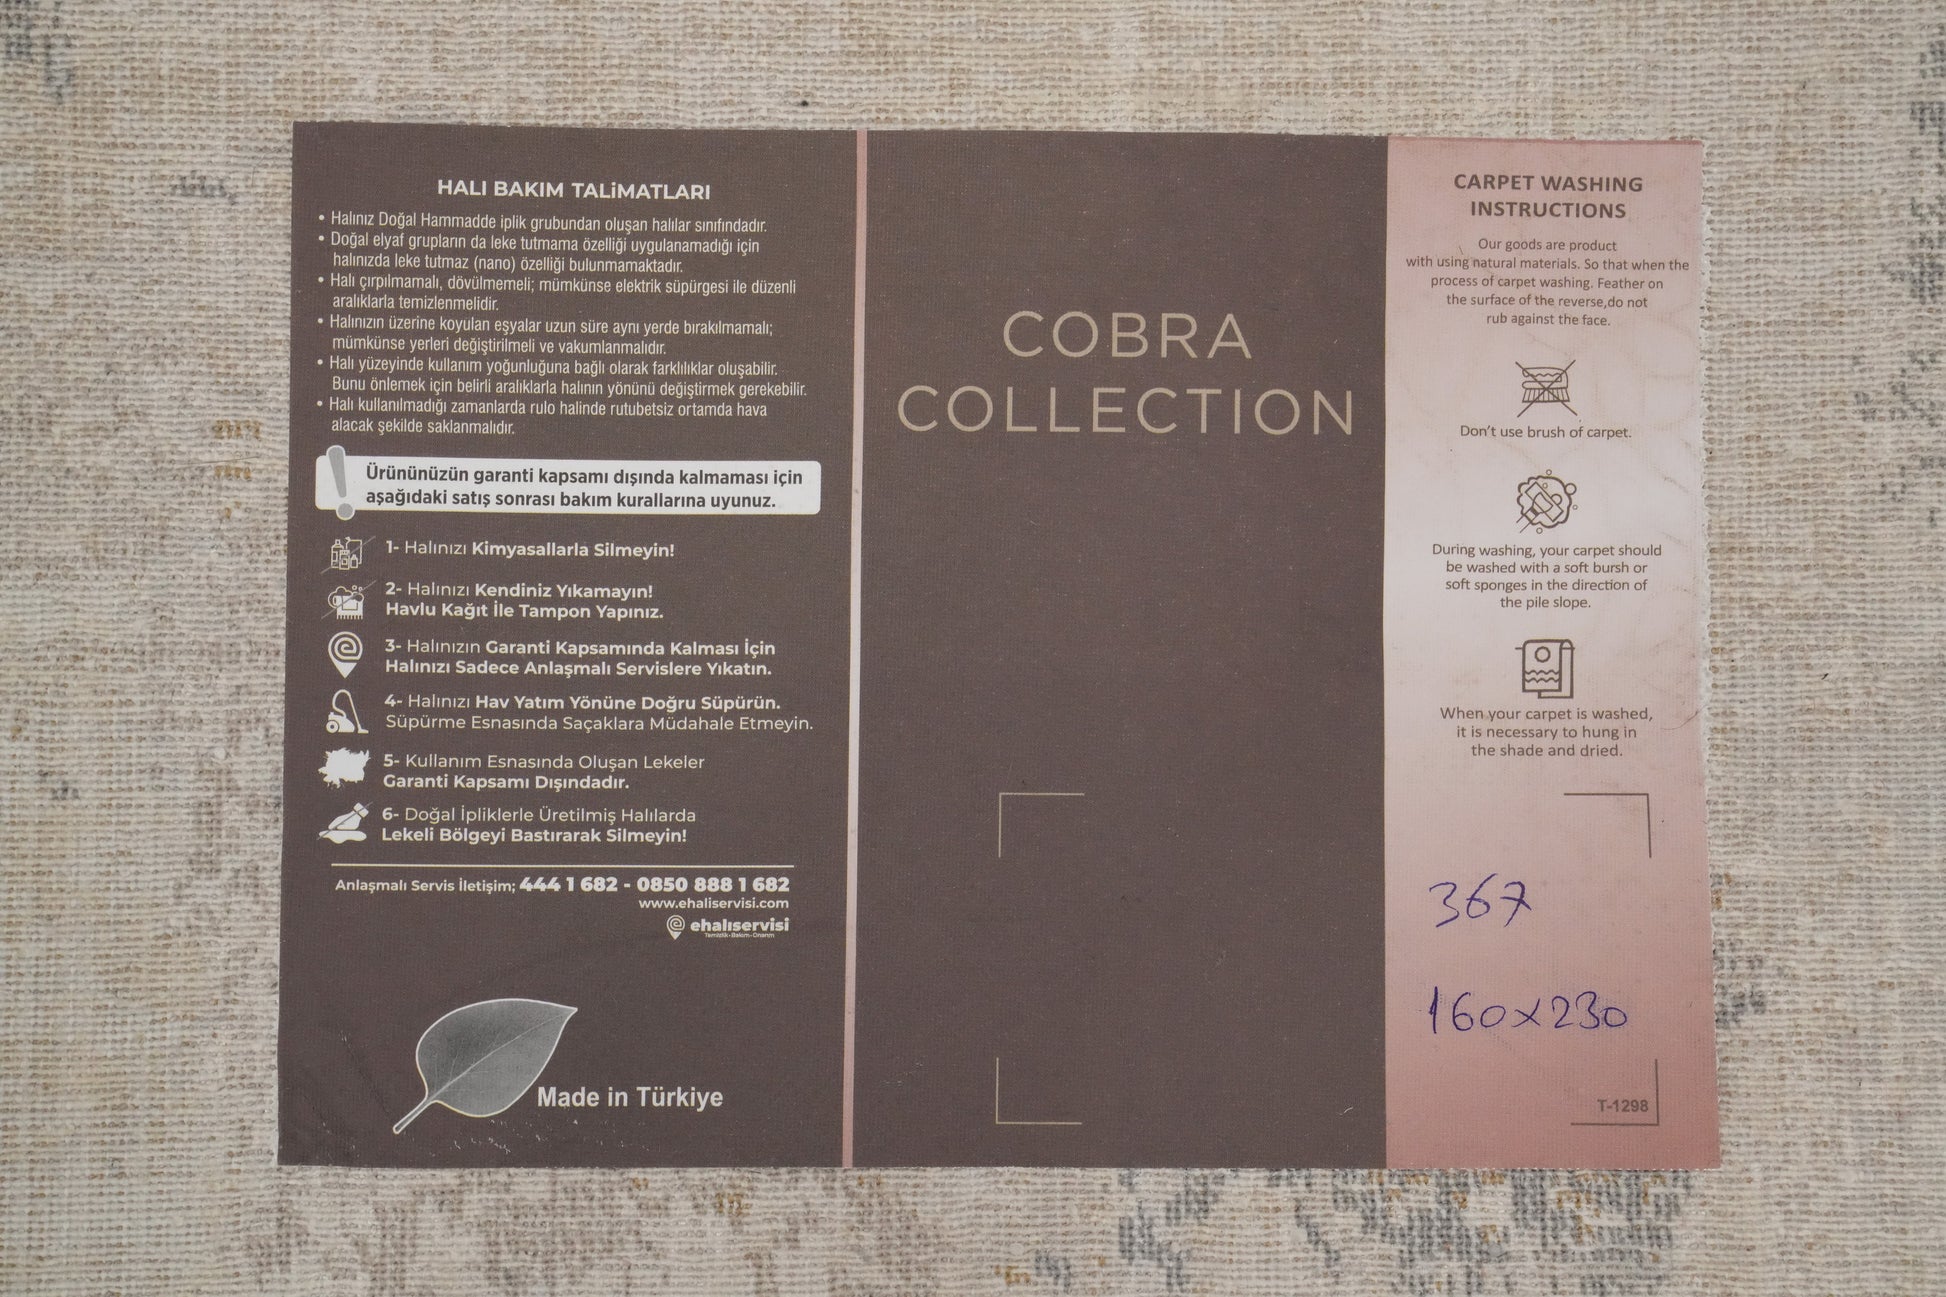 HALI BAKIM TALiMATLARI
• Halınız Doğal Hammadde iplik grubundan oluşan halılar sınıfındadır.
• Doğal elyaf grupların da leke tutmama özelliği uygulanamadığı için
halınızda leke tutmaz (nano) özelliği bulunmamaktadır.
• Halı çırpılmamalı, dövülmemeli; mümkünse elektrik süpürgesi ile düzenli
aralıklarla temizlenmelidir.
• Halınızın üzerine koyulan eşyalar uzun süre aynı yerde bırakılmamalı;
mümkünse yerleri değiştirilmeli ve vakumlanmalıdır.
• Halı yüzeyinde kullanım yoğunluğuna bağlı olarak farklılıklar oluşabilir.
Bunu önlemek için belirli aralıklarla halının yönünü değiştirmek gerekebilir.
• Halı kullanılmadığı zamanlarda rulo halinde rutubetsiz ortamda hava
alacak şekilde saklanmalıdır.
Ürününüzün garanti kapsamı dışında kalmaması için
aşağıdaki satış sonrası bakım kurallarına uyunuz.
1- Halınızı Kimyasallarla Silmeyin!
2- Halınızı Kendiniz Yıkamayın!
Havlu Kağıt İle Tampon Yapınız.
3- Halınızın Garanti Kapsamında Kalması İçin
Halınızı Sadece Anlaşmalı Servislere Yıkatın.
4- Halınızı Hav Yatım Yönüne Doğru Süpürün.
Süpürme Esnasında Saçaklara Müdahale Etmeyin.
5- Kullanım Esnasında Oluşan Lekeler
Garanti Kapsamı Dışındadır.
6- Doğal İpliklerle Üretilmiş Halılarda
Lekeli Bölgeyi Bastırarak Silmeyin!
Anlaşmalı Servis İletişim; 444 1 682 - 0850 888 1 682
www.ehaliservisi.com
ehalıservisi
Temizlik-Bakım-Onarım
Made in Türkiye
COBRA
COLLECTION
CARPET WASHING
INSTRUCTIONS
Our goods are product
with using natural materials. So that when the
process of carpet washing. Feather on
the surface of the reverse,do not
rub against the face.
Don't use brush of carpet.
During washing, your carpet should
be washed with a soft bursh or
soft sponges in the direction of
the pile slope.
When your carpet is washed,
it is necessary to hung in
the shade and dried.
367
160x230
T-1298